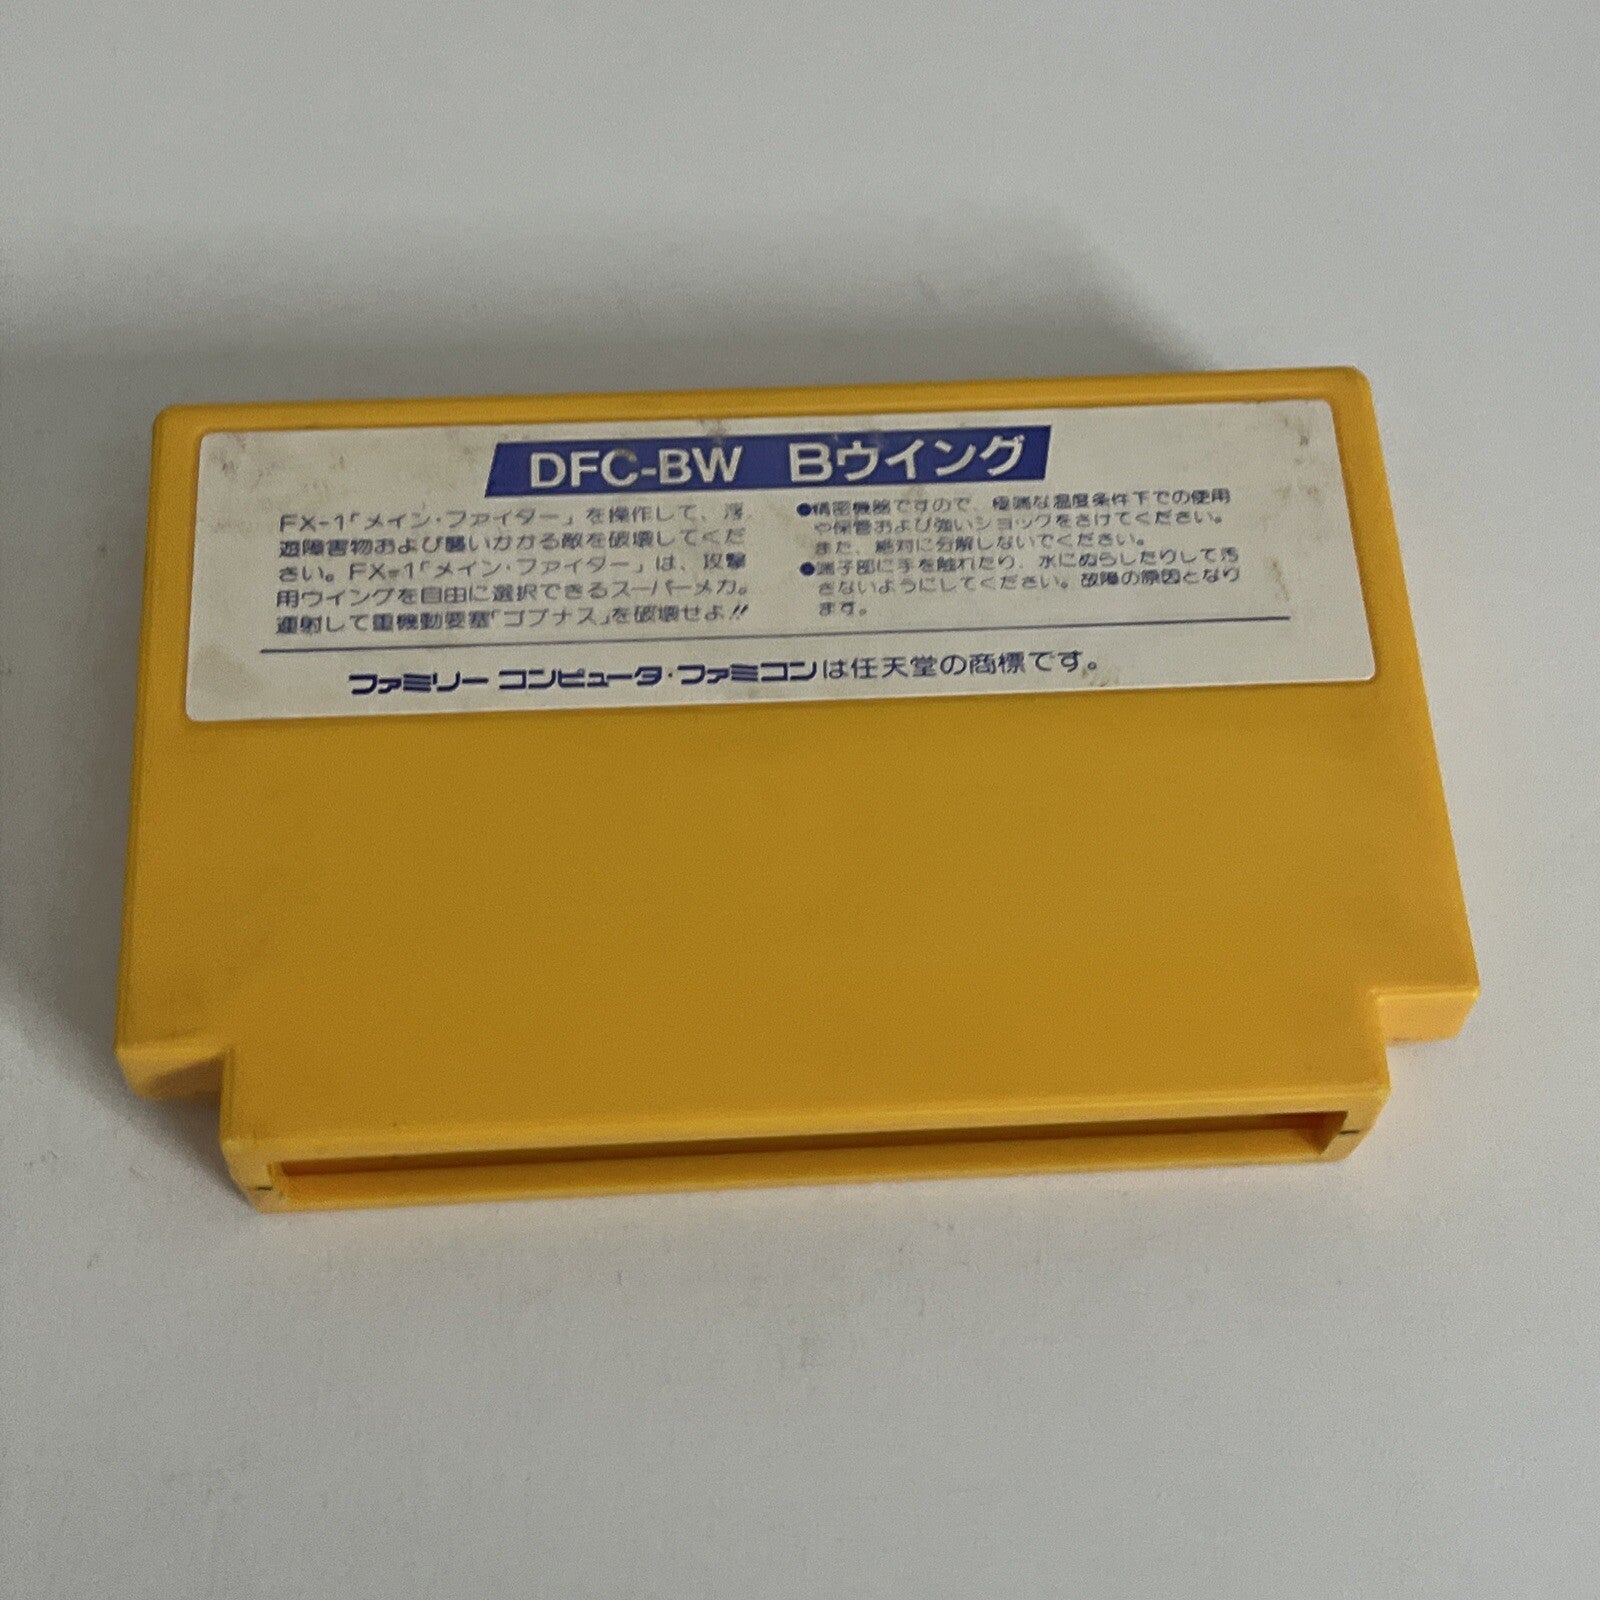 DFC-BW Bウイング
FX-1「メイン・ファイター」を操作して、浮
遊障害物および襲いかかる敵を破壊してくだ
さい。FX-1「メイン・ファイター」は、攻撃
用ウイングを自由に選択できるスーパーメカ。
連射して重機動要塞「ゴブナス」を破壊せよ!!
●精密機器ですので、極端な温度条件下での使用
や保管および強いショックをさけてください。
また、絶対に分解しないでください。
●端子部に手を触れたり、水にぬらしたりして汚
さないようにしてください。故障の原因となり
ます。
ファミリー コンピュータ・ファミコンは任天堂の商標です。